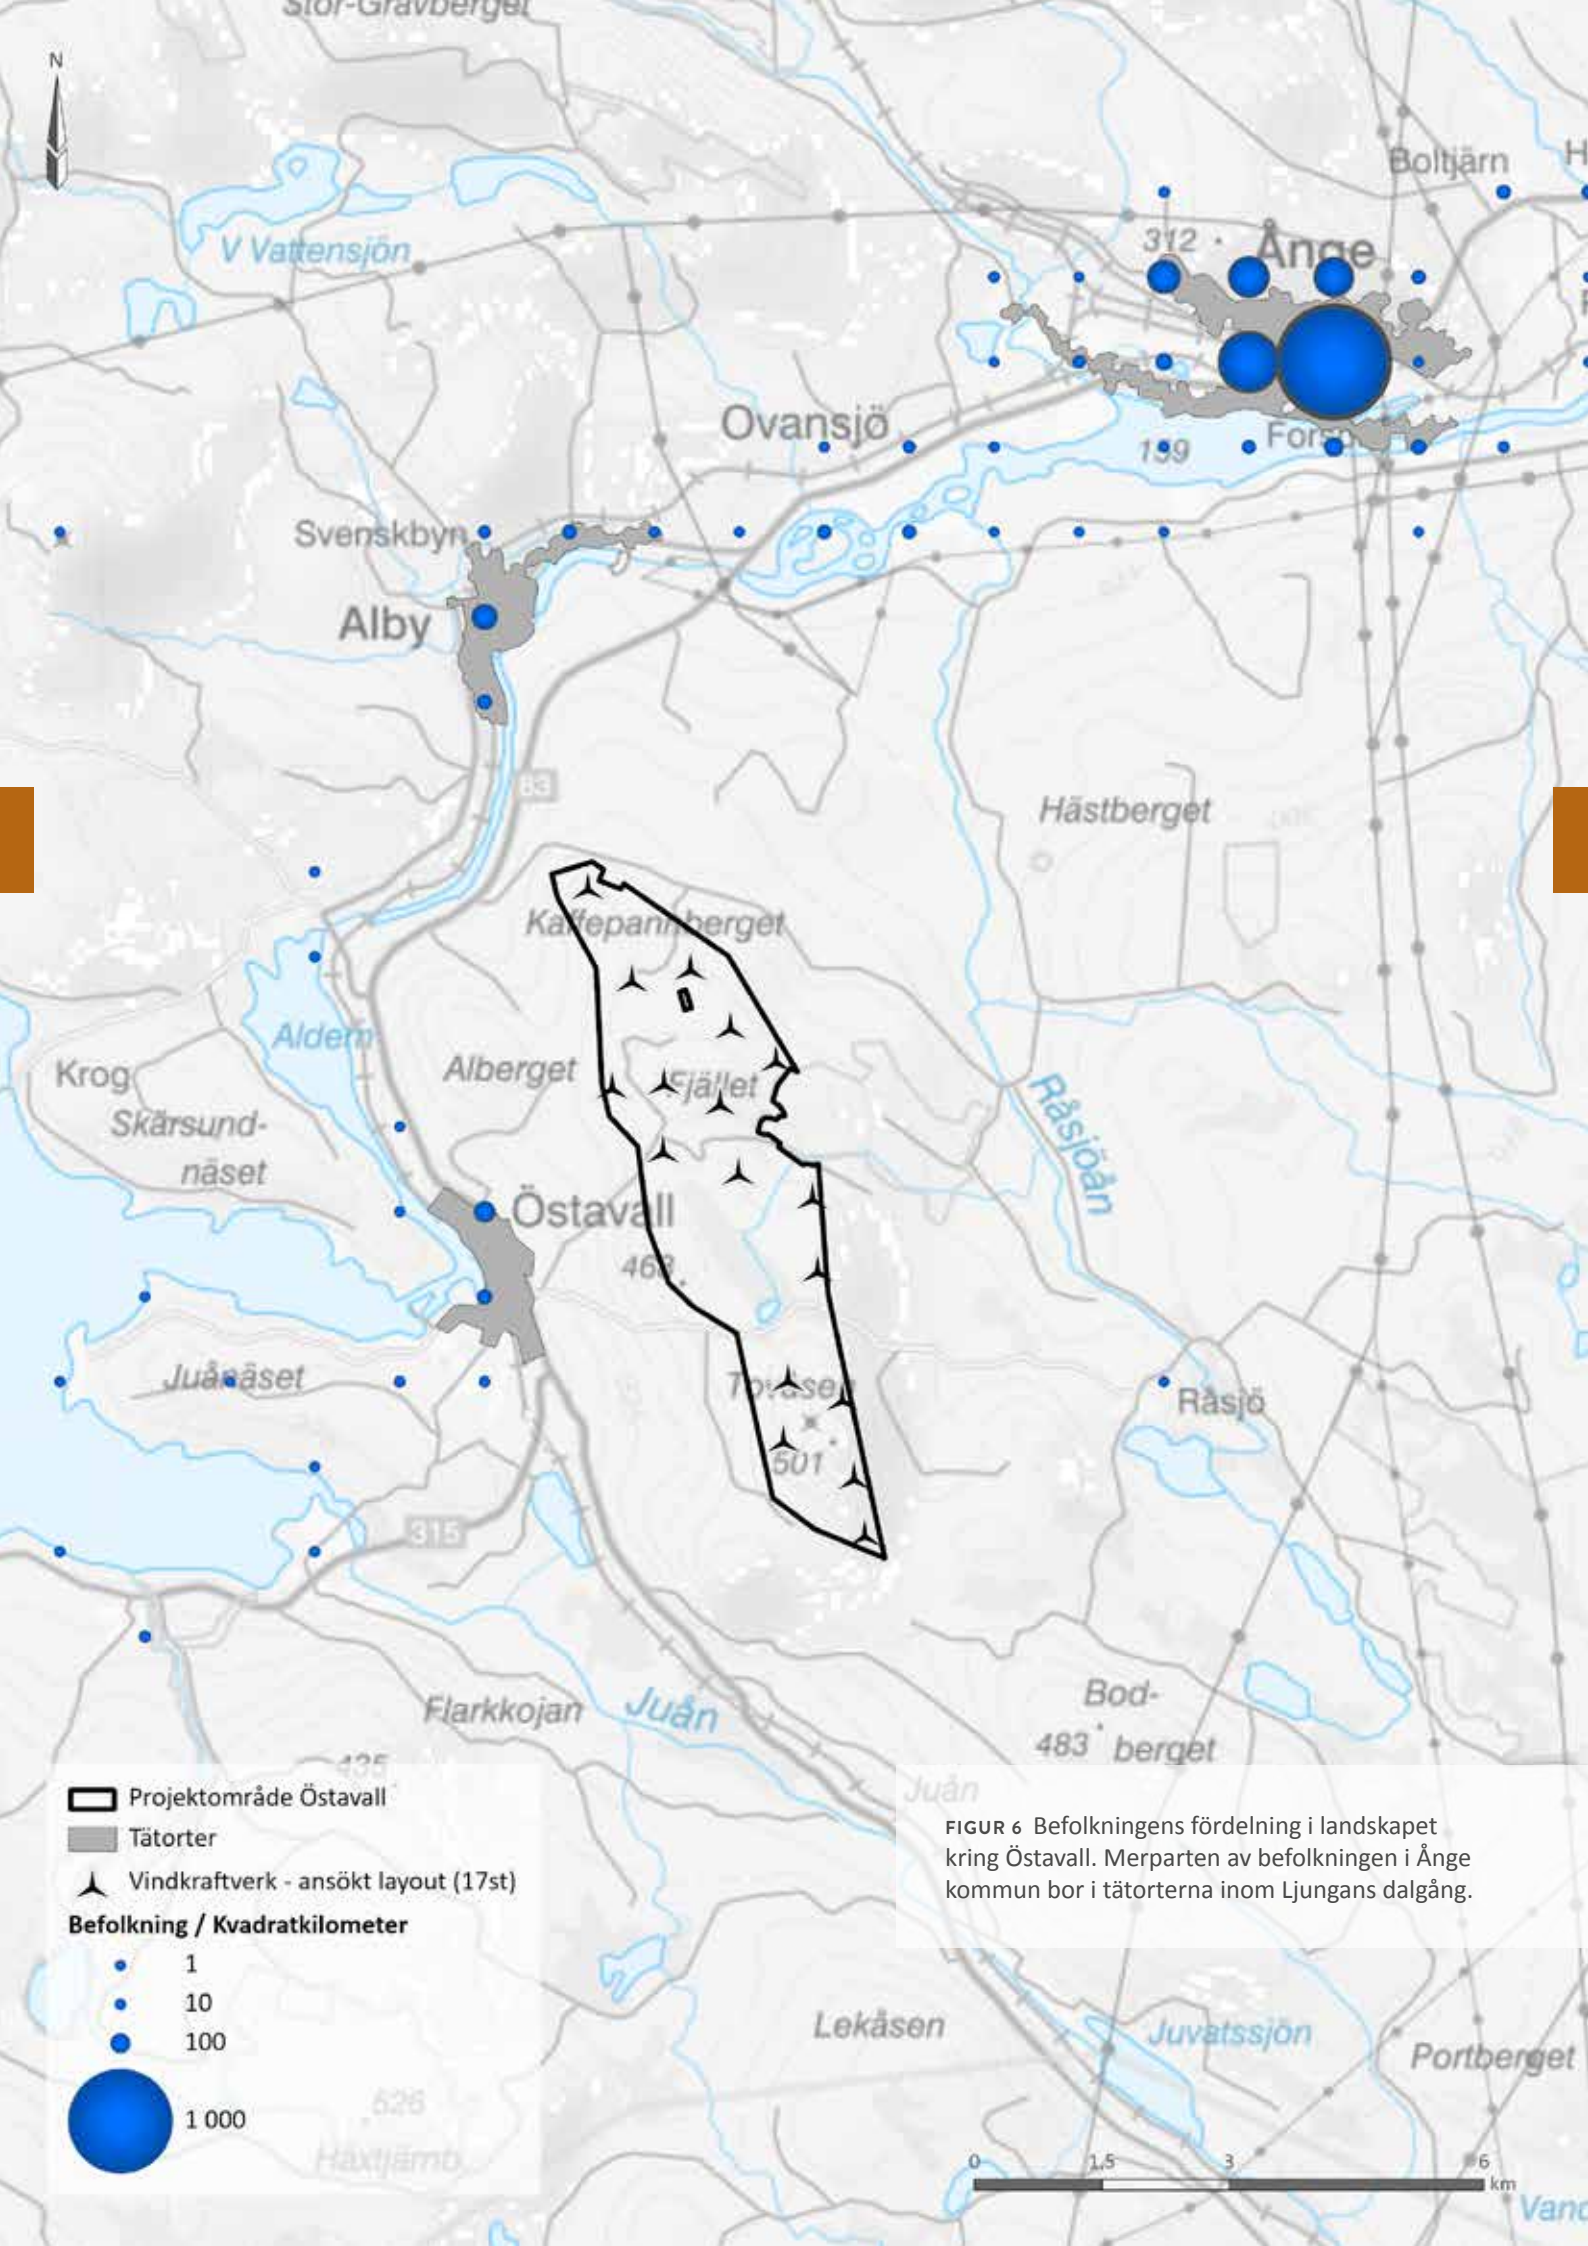 Stor-Gravberget
N
Boltjärn
H
V Vattensjön
312
Ånge
Ovansjö
199
Svenskbyn
Alby
83
Hästberget
Kaffepannberget
Aldern
Krog
Alberget
Fjället
Skärsund-
näset
Råsjöån
Östavall
468
Juånäset
Tovåsen
Råsjö
501
315
Bod-
483 berget
Flarkkojan
Juån
435
Juån
Projektområde Östavall
Tätorter
Vindkraftverk - ansökt layout (17st)
Befolkning / Kvadratkilometer
1
10
100
1 000
FIGUR 6 Befolkningens fördelning i landskapet
kring Östavall. Merparten av befolkningen i Ånge
kommun bor i tätorterna inom Ljungans dalgång.
Lekåsen
Juvatssjön
Portberget
526
0 1,5 3 6
km